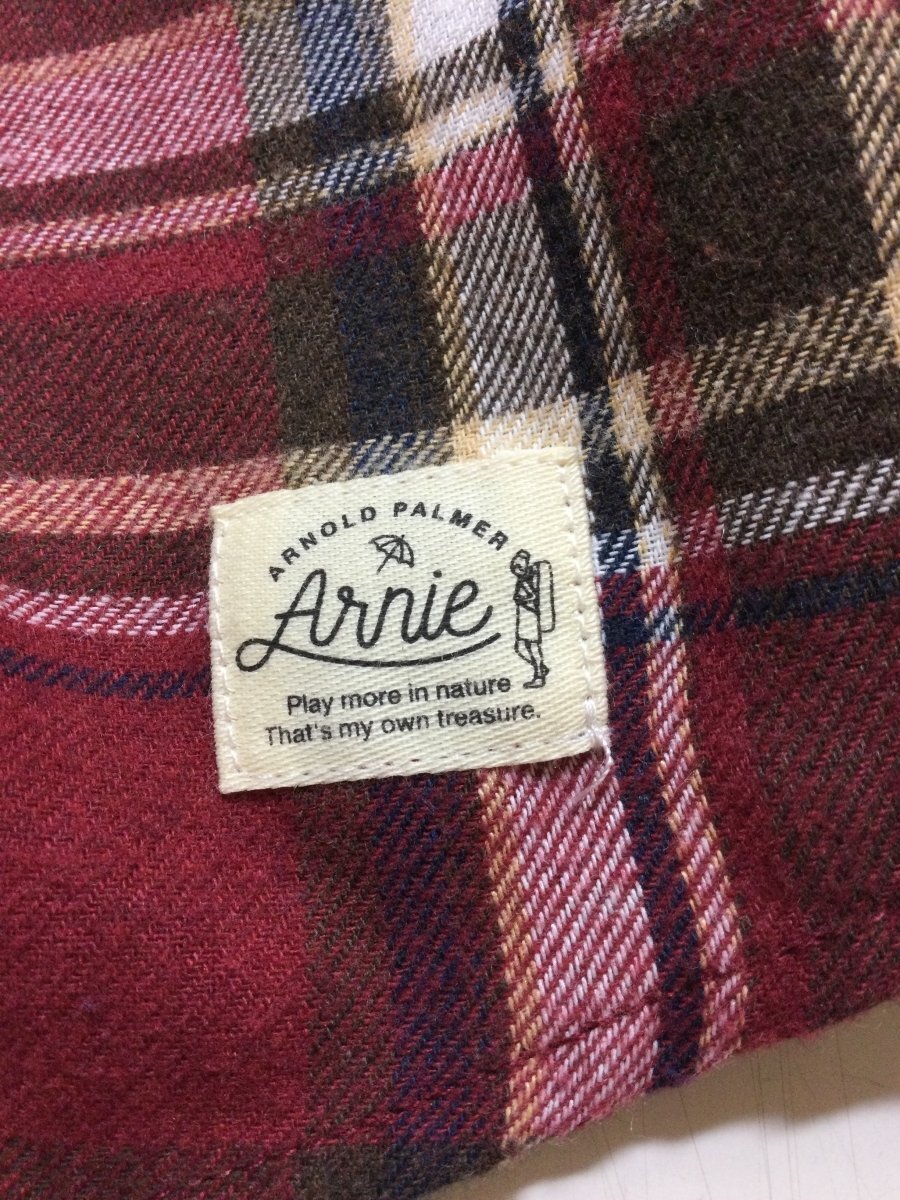 ARNOLD PALMER
Arnie
Play more in nature
That's my own treasure.